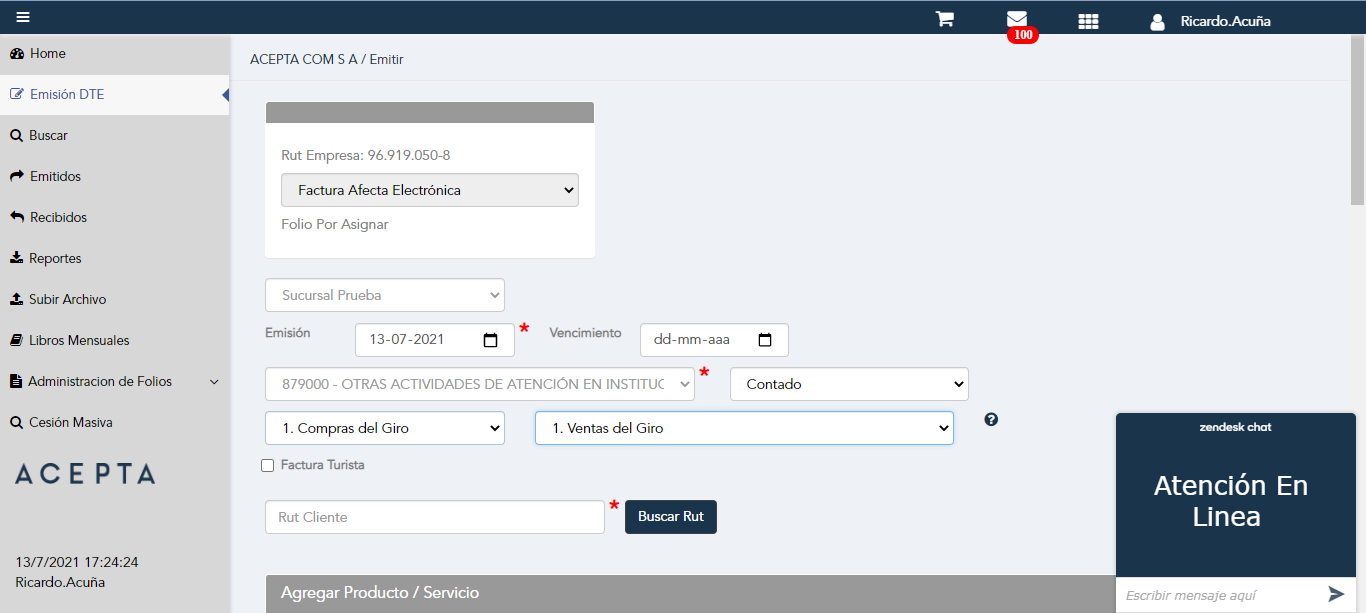 100
Ricardo.Acuña
Home
Emisión DTE
Buscar
Emitidos
Recibidos
Reportes
Subir Archivo
Libros Mensuales
Administracion de Folios
Cesión Masiva
ACEPTA
13/7/2021 17:24:24
Ricardo.Acuña
ACEPTA COM S A / Emitir
Rut Empresa: 96.919.050-8
Factura Afecta Electrónica
Folio Por Asignar
Sucursal Prueba
Emisión 13-07-2021 * Vencimiento dd-mm-aaa
879000 - OTRAS ACTIVIDADES DE ATENCIÓN EN INSTITUC * Contado
1. Compras del Giro 1. Ventas del Giro ?
Factura Turista
Rut Cliente * Buscar Rut
Agregar Producto / Servicio
zendesk chat
Atención En
Linea
Escribir mensaje aquí